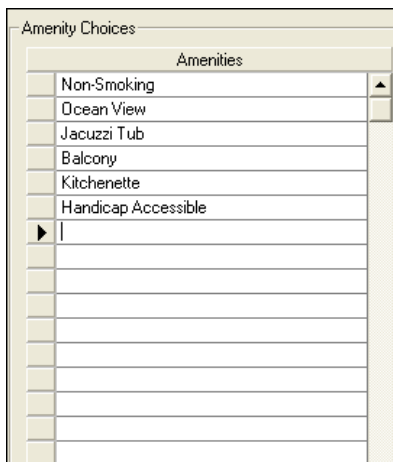 Amenity Choices
Amenities
Non-Smoking
Ocean View
Jacuzzi Tub
Balcony
Kitchenette
Handicap Accessible